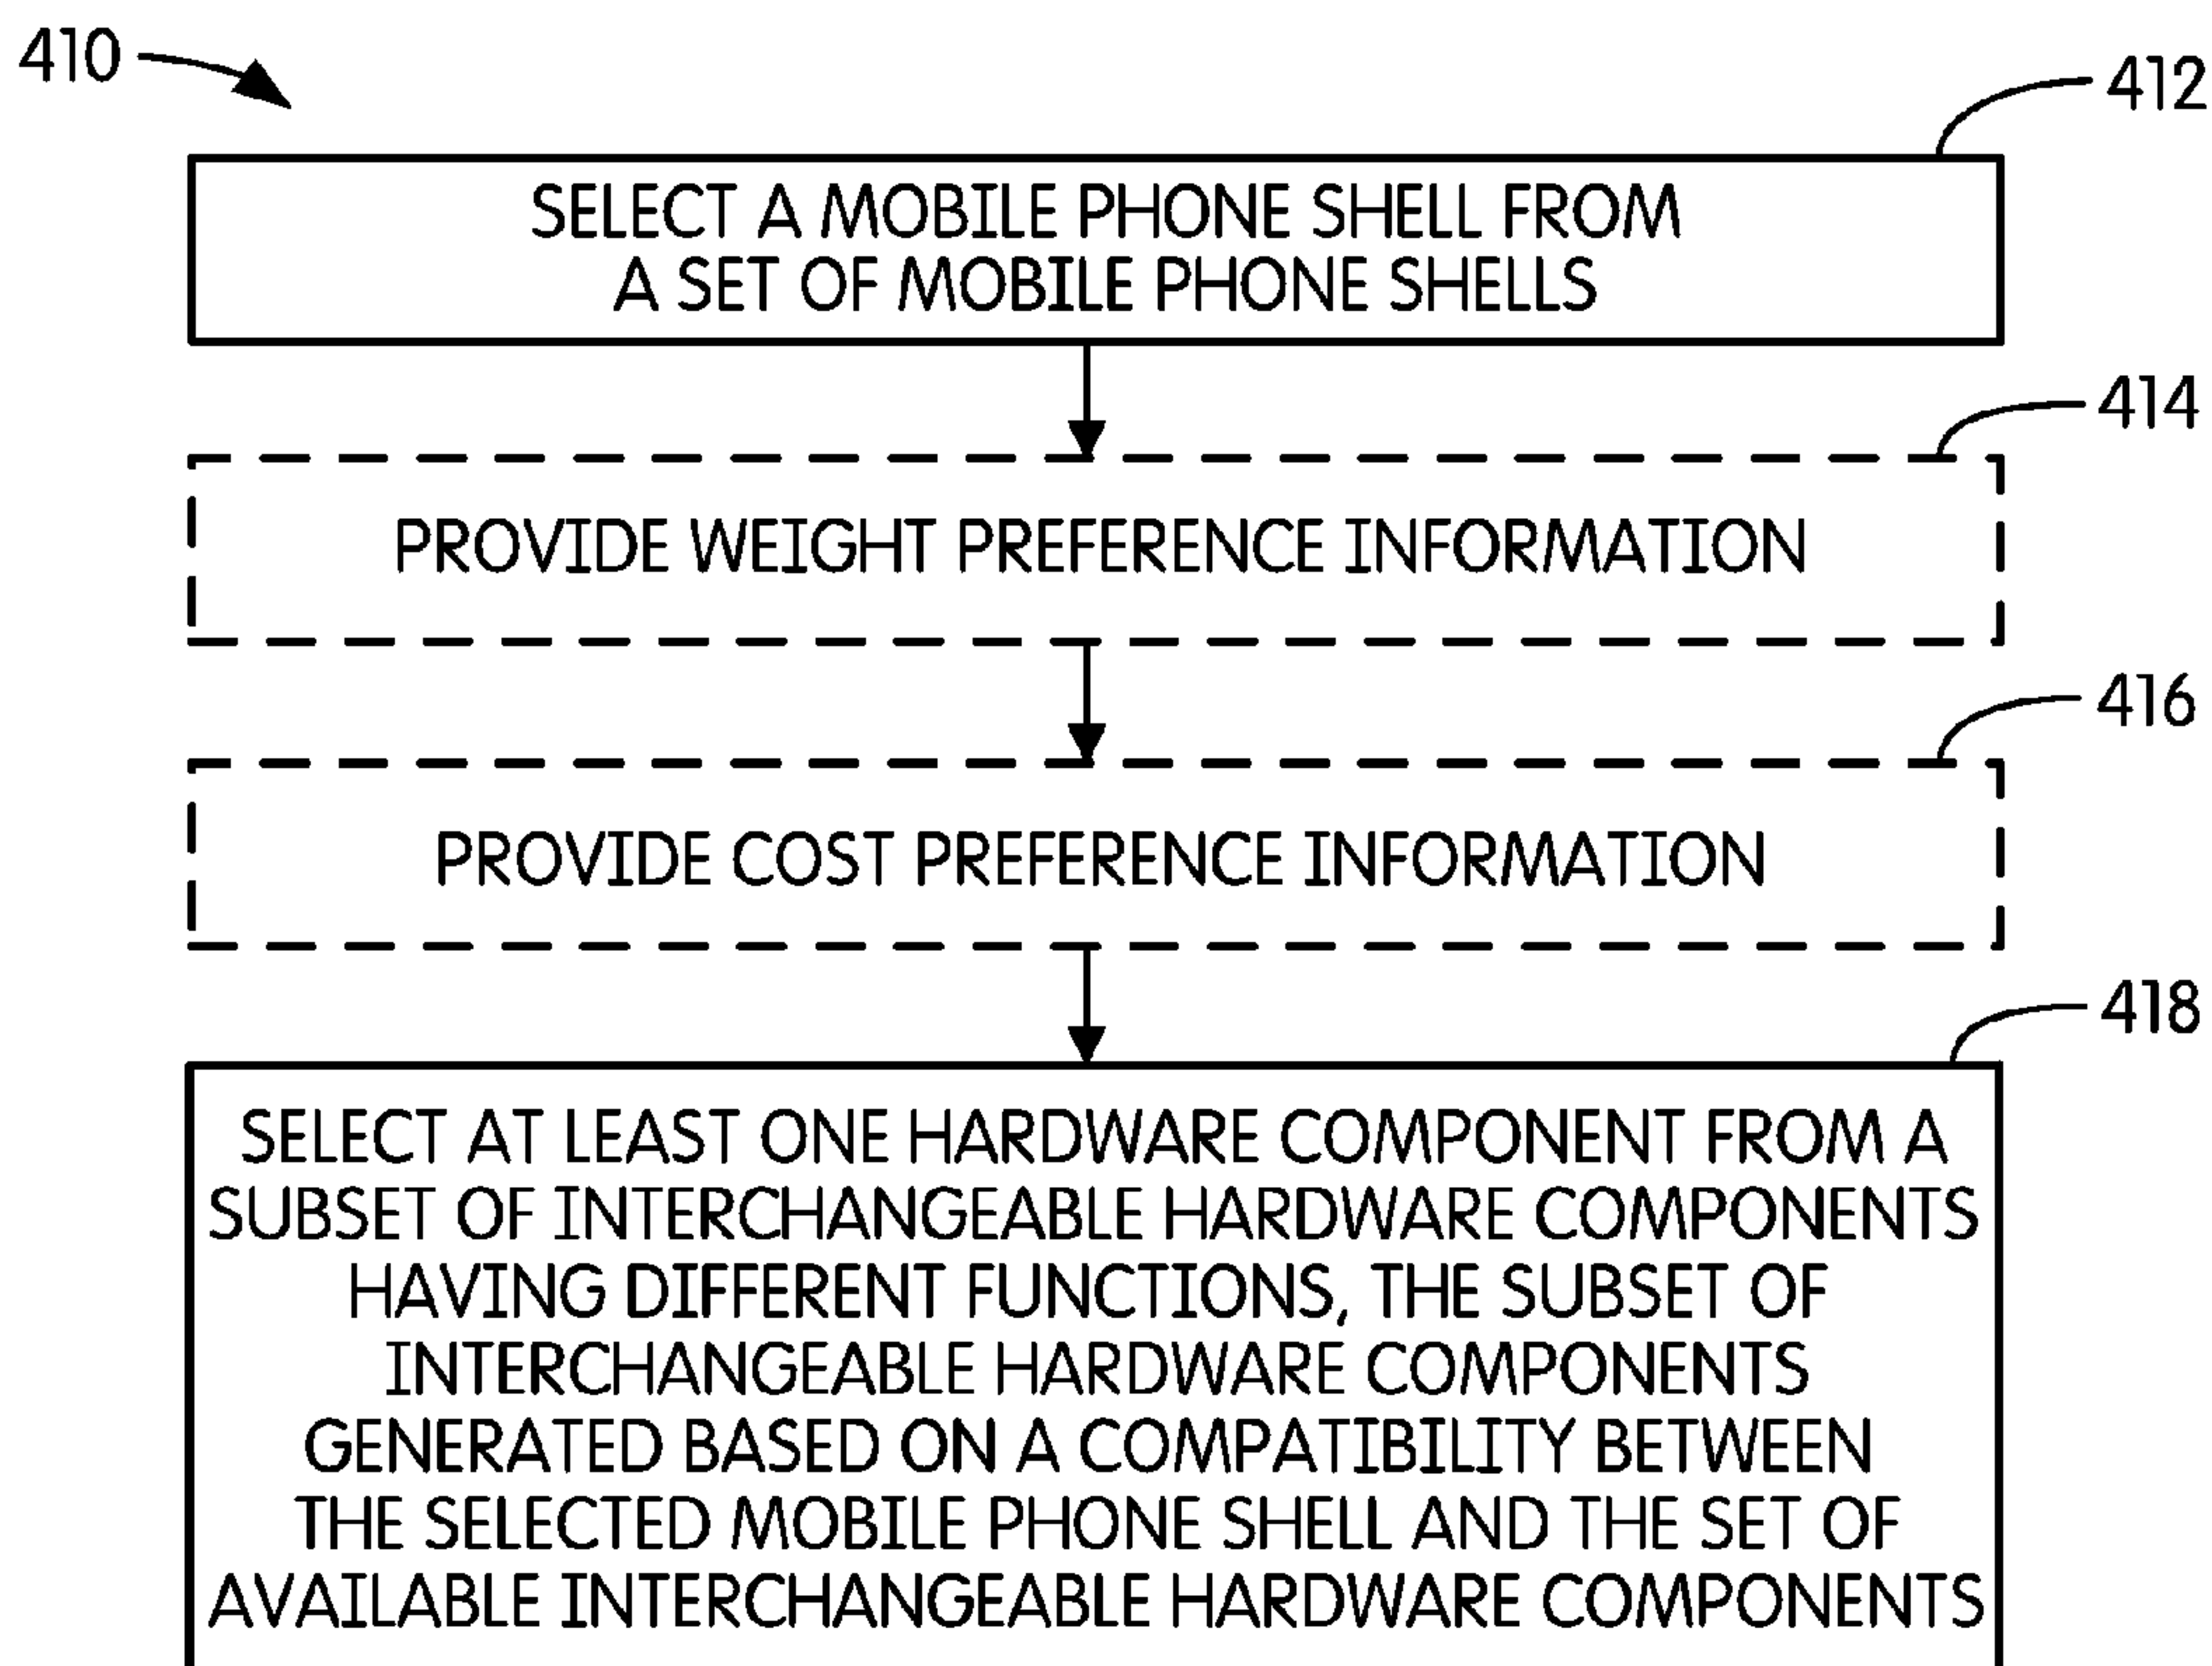 410
412
SELECT A MOBILE PHONE SHELL FROM
A SET OF MOBILE PHONE SHELLS
414
PROVIDE WEIGHT PREFERENCE INFORMATION
416
PROVIDE COST PREFERENCE INFORMATION
418
SELECT AT LEAST ONE HARDWARE COMPONENT FROM A
SUBSET OF INTERCHANGEABLE HARDWARE COMPONENTS
HAVING DIFFERENT FUNCTIONS, THE SUBSET OF
INTERCHANGEABLE HARDWARE COMPONENTS
GENERATED BASED ON A COMPATIBILITY BETWEEN
THE SELECTED MOBILE PHONE SHELL AND THE SET OF
AVAILABLE INTERCHANGEABLE HARDWARE COMPONENTS